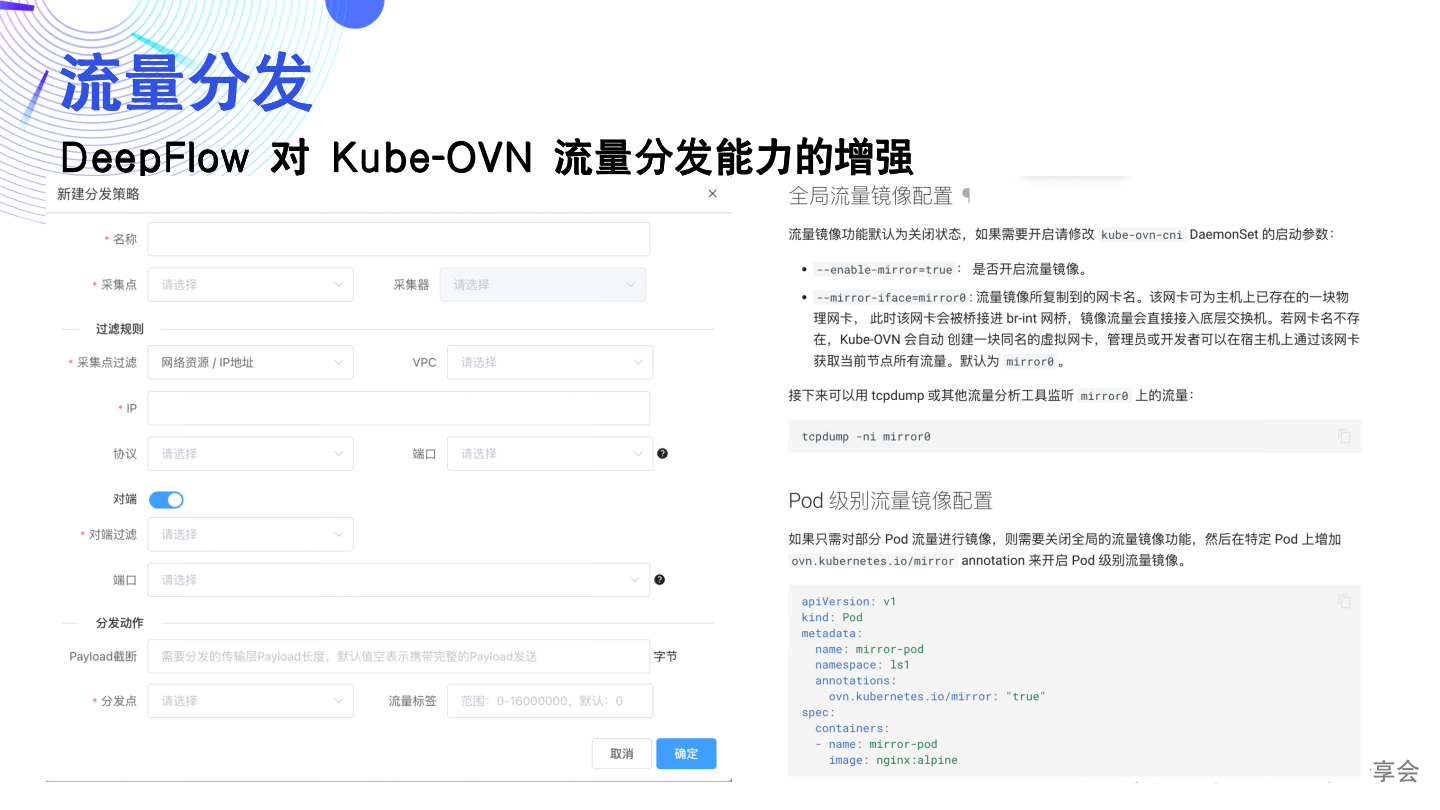 流量分发
DeepFlow 对 Kube-OVN 流量分发能力的增强
新建分发策略 ×
* 名称
* 采集点 请选择 采集器 请选择
过滤规则
* 采集点过滤 网络资源 / IP地址 VPC 请选择
* IP
协议 请选择 端口 请选择 ?
对端
* 对端过滤 请选择
端口 请选择 ?
分发动作
Payload截断 需要分发的传输层Payload长度，默认值空表示携带完整的Payload发送 字节
* 分发点 请选择 流量标签 范围：0-16000000，默认：0
取消 确定
全局流量镜像配置 ¶
流量镜像功能默认为关闭状态，如果需要开启请修改 kube-ovn-cni DaemonSet 的启动参数：
• --enable-mirror=true： 是否开启流量镜像。
• --mirror-iface=mirror0: 流量镜像所复制到的网卡名。该网卡可为主机上已存在的一块物
理网卡， 此时该网卡会被桥接进 br-int 网桥，镜像流量会直接接入底层交换机。若网卡名不存
在，Kube-OVN 会自动 创建一块同名的虚拟网卡，管理员或开发者可以在宿主机上通过该网卡
获取当前节点所有流量。默认为 mirror0 。
接下来可以用 tcpdump 或其他流量分析工具监听 mirror0 上的流量：
tcpdump -ni mirror0
Pod 级别流量镜像配置
如果只需对部分 Pod 流量进行镜像，则需要关闭全局的流量镜像功能，然后在特定 Pod 上增加
ovn.kubernetes.io/mirror annotation 来开启 Pod 级别流量镜像。
apiVersion: v1
kind: Pod
metadata:
  name: mirror-pod
  namespace: ls1
  annotations:
    ovn.kubernetes.io/mirror: "true"
spec:
  containers:
  - name: mirror-pod
    image: nginx:alpine
享会